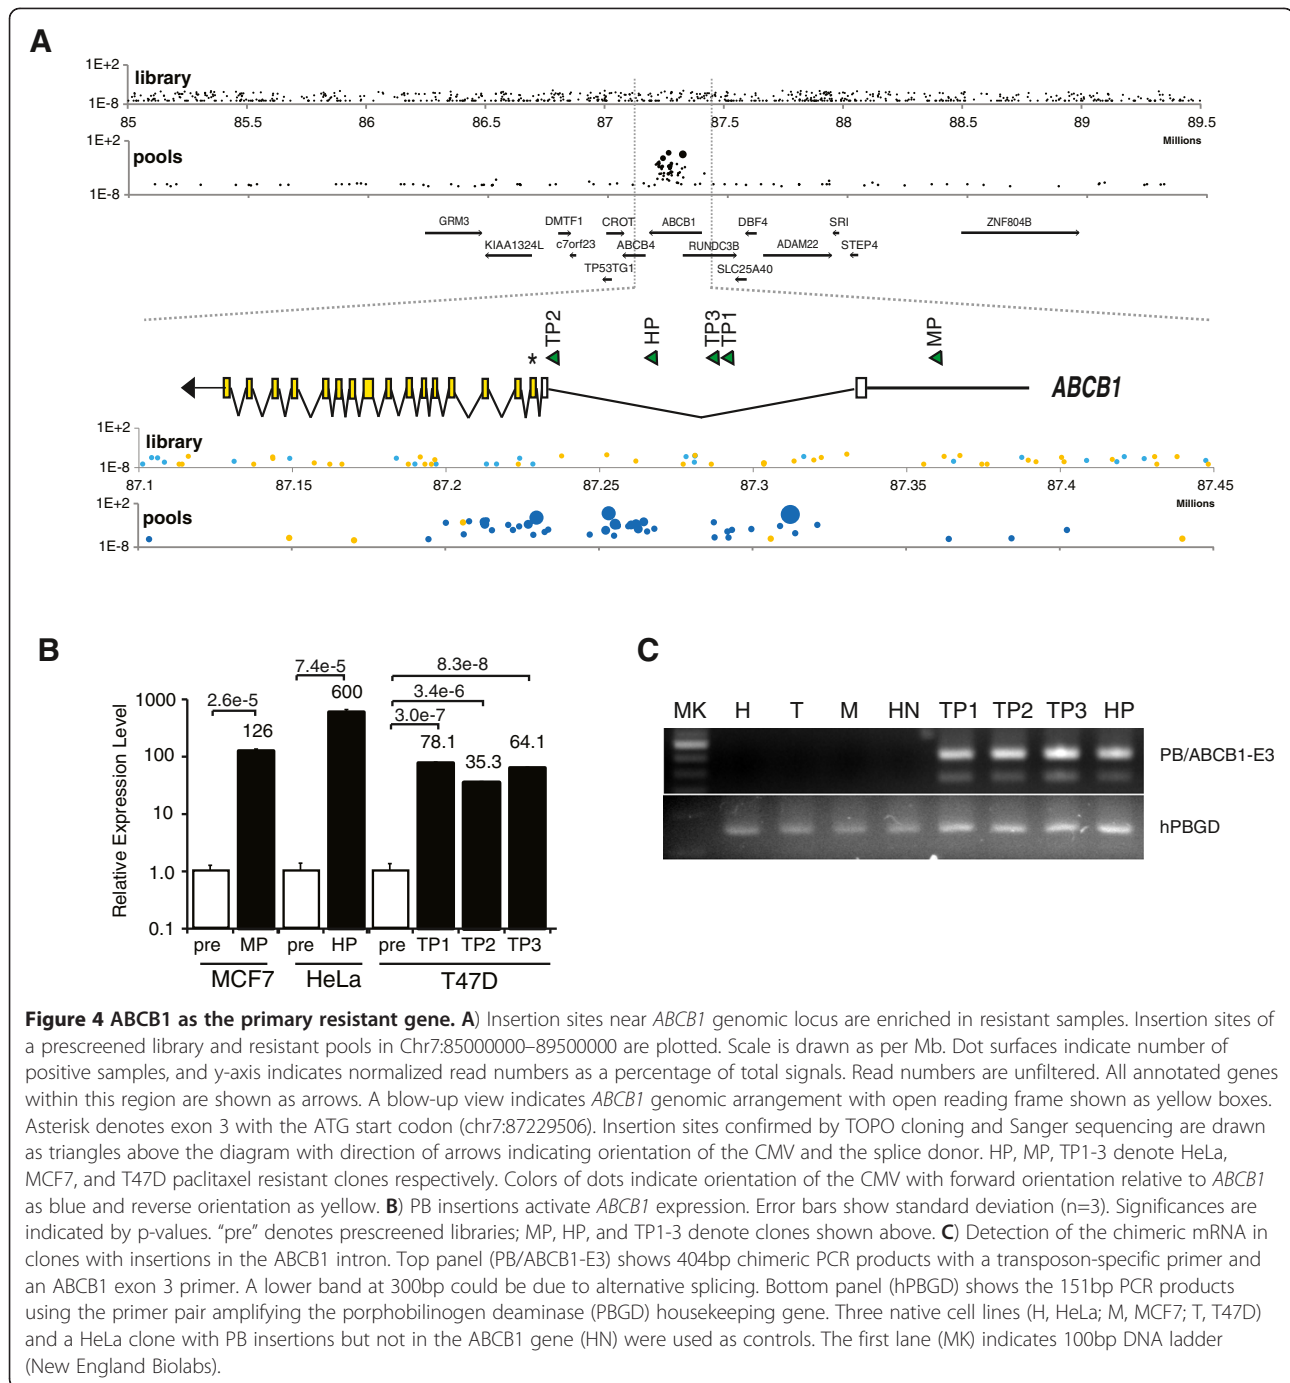 A
1E+2
library
1E-8
85 85.5 86 86.5 87 87.5 88 88.5 89 89.5
Millions
1E+2
pools
1E-8
GRM3 DMTF1 CROT ABCB1 DBF4 SRI ZNF804B
KIAA1324L c7orf23 ABCB4 RUNDC3B ADAM22 STEP4
TP53TG1 SLC25A40
TP2 HP TP3 TP1 MP
*
ABCB1
1E+2
library
1E-8
87.1 87.15 87.2 87.25 87.3 87.35 87.4 87.45
Millions
1E+2
pools
1E-8
B
Relative Expression Level
1000
100
10
1.0
0.1
2.6e-5
126
7.4e-5
600
8.3e-8
3.4e-6
3.0e-7
78.1
35.3
64.1
pre MP pre HP pre TP1 TP2 TP3
MCF7 HeLa T47D
C
MK H T M HN TP1 TP2 TP3 HP
PB/ABCB1-E3
hPBGD
Figure 4 ABCB1 as the primary resistant gene. A) Insertion sites near ABCB1 genomic locus are enriched in resistant samples. Insertion sites of
a prescreened library and resistant pools in Chr7:85000000–89500000 are plotted. Scale is drawn as per Mb. Dot surfaces indicate number of
positive samples, and y-axis indicates normalized read numbers as a percentage of total signals. Read numbers are unfiltered. All annotated genes
within this region are shown as arrows. A blow-up view indicates ABCB1 genomic arrangement with open reading frame shown as yellow boxes.
Asterisk denotes exon 3 with the ATG start codon (chr7:87229506). Insertion sites confirmed by TOPO cloning and Sanger sequencing are drawn
as triangles above the diagram with direction of arrows indicating orientation of the CMV and the splice donor. HP, MP, TP1-3 denote HeLa,
MCF7, and T47D paclitaxel resistant clones respectively. Colors of dots indicate orientation of the CMV with forward orientation relative to ABCB1
as blue and reverse orientation as yellow. B) PB insertions activate ABCB1 expression. Error bars show standard deviation (n=3). Significances are
indicated by p-values. “pre” denotes prescreened libraries; MP, HP, and TP1-3 denote clones shown above. C) Detection of the chimeric mRNA in
clones with insertions in the ABCB1 intron. Top panel (PB/ABCB1-E3) shows 404bp chimeric PCR products with a transposon-specific primer and
an ABCB1 exon 3 primer. A lower band at 300bp could be due to alternative splicing. Bottom panel (hPBGD) shows the 151bp PCR products
using the primer pair amplifying the porphobilinogen deaminase (PBGD) housekeeping gene. Three native cell lines (H, HeLa; M, MCF7; T, T47D)
and a HeLa clone with PB insertions but not in the ABCB1 gene (HN) were used as controls. The first lane (MK) indicates 100bp DNA ladder
(New England Biolabs).